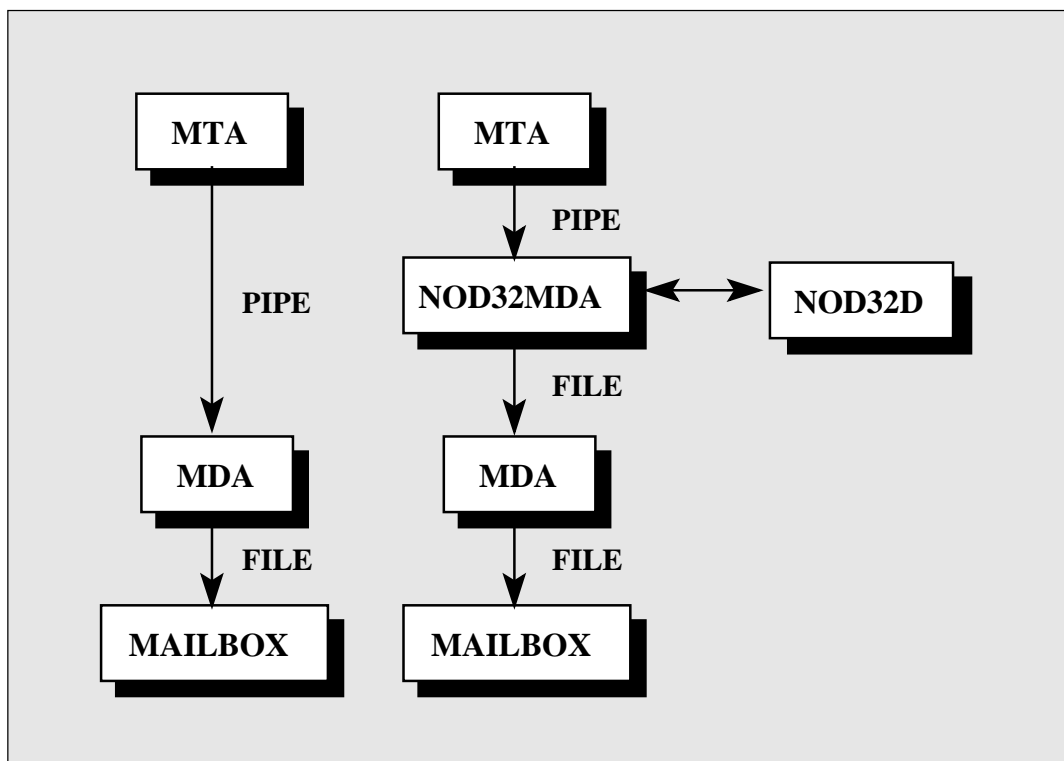 MTA
MTA
PIPE
NOD32MDA
NOD32D
PIPE
FILE
MDA
MDA
FILE
FILE
MAILBOX
MAILBOX